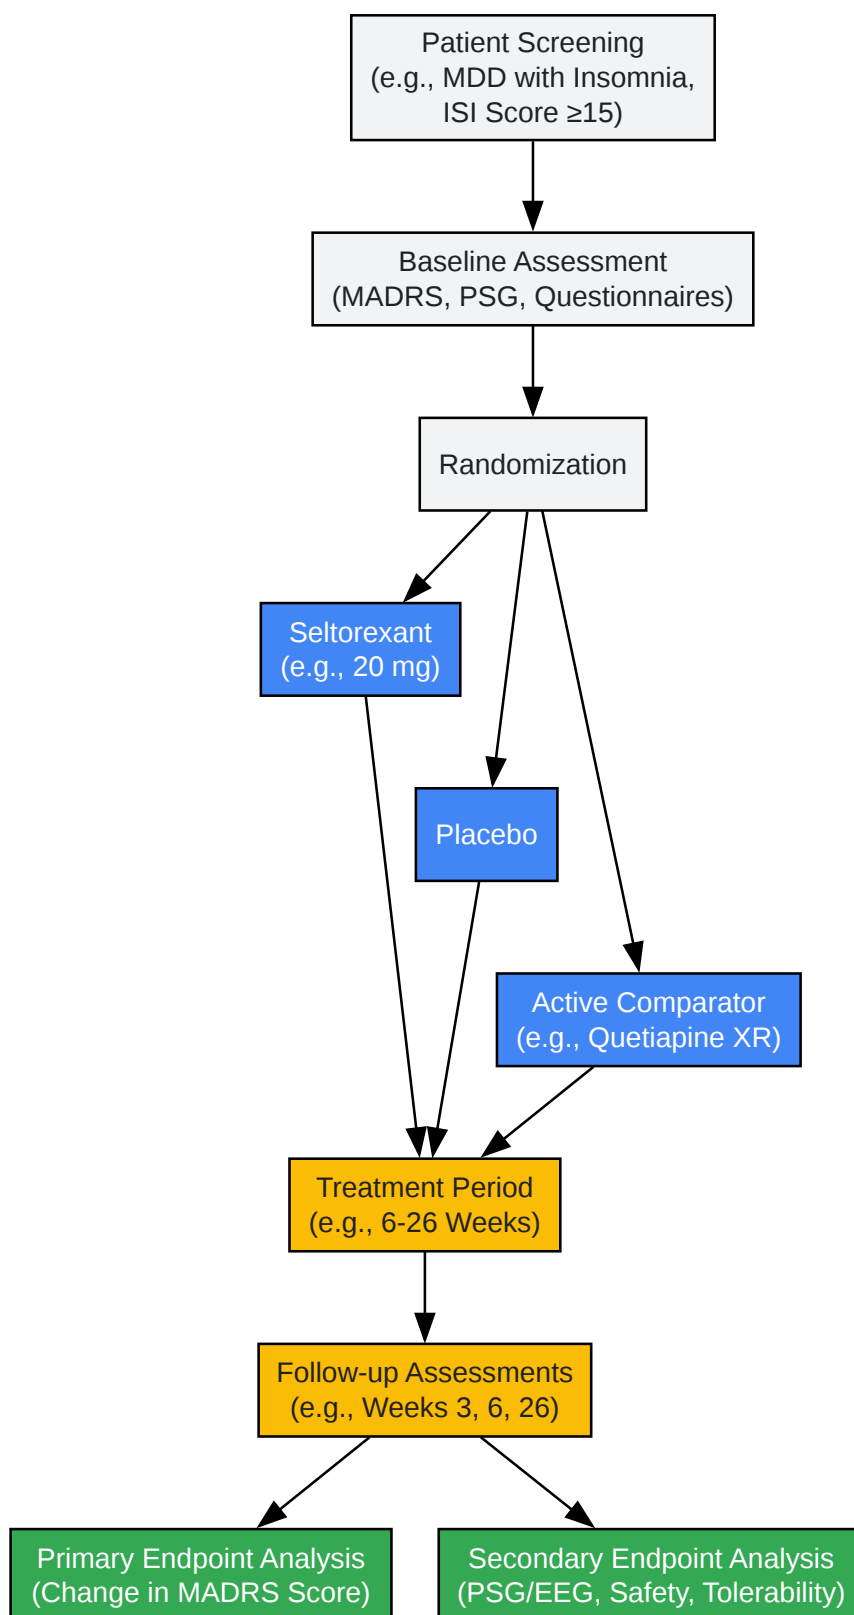 Patient Screening
(e.g., MDD with Insomnia,
ISI Score ≥15)
Baseline Assessment
(MADRS, PSG, Questionnaires)
Randomization
Seltorexant
(e.g., 20 mg)
Placebo
Active Comparator
(e.g., Quetiapine XR)
Treatment Period
(e.g., 6-26 Weeks)
Follow-up Assessments
(e.g., Weeks 3, 6, 26)
Primary Endpoint Analysis
(Change in MADRS Score)
Secondary Endpoint Analysis
(PSG/EEG, Safety, Tolerability)